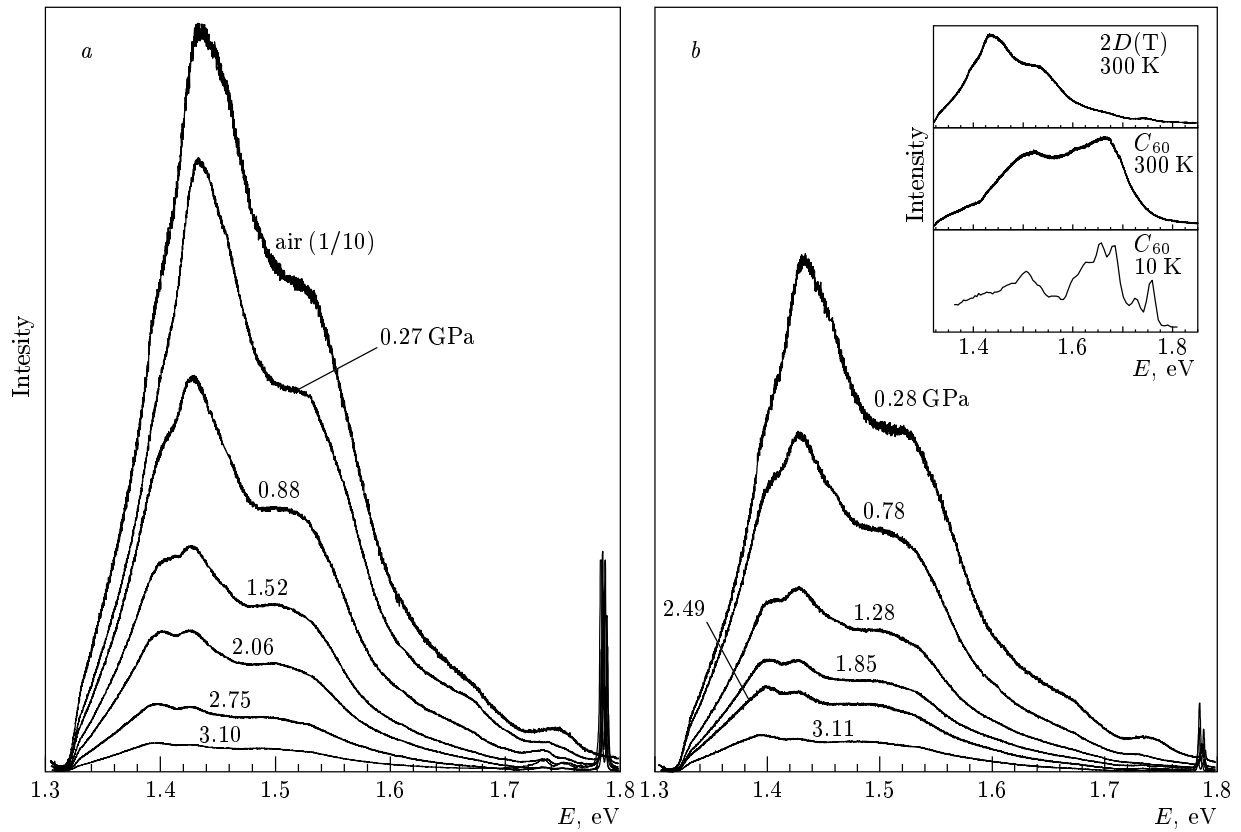 a
air (1/10)
0.27 GPa
0.88
1.52
2.06
2.75
3.10
Intesity
1.3 1.4 1.5 1.6 1.7 1.8
E, eV
b
0.28 GPa
0.78
1.28
2.49
1.85
3.11
1.3 1.4 1.5 1.6 1.7 1.8
E, eV
2D(T)
300 K
C60
300 K
C60
10 K
Intensity
1.4 1.6 1.8
E, eV